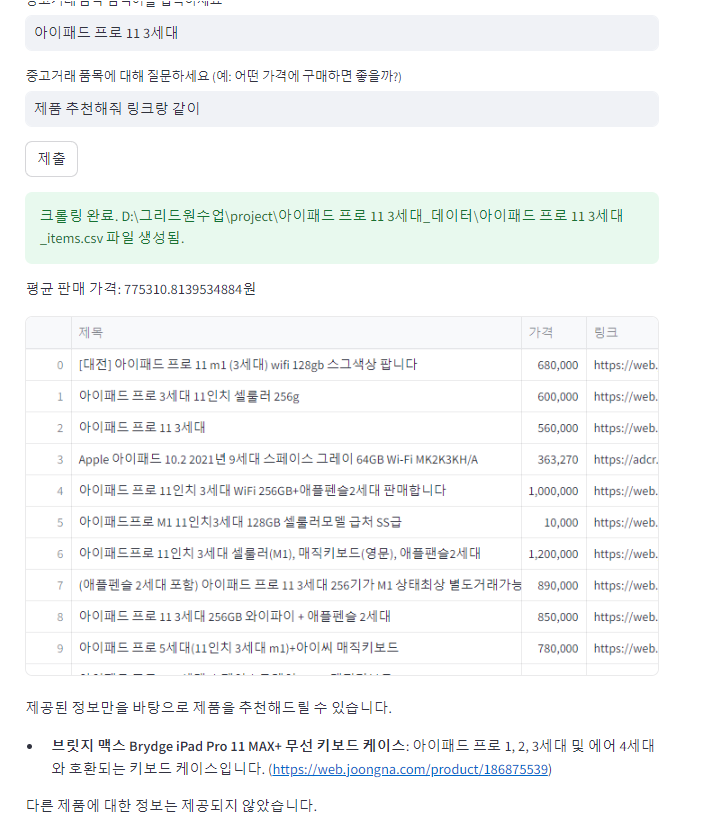 아이패드 프로 11 3세대
중고거래 품목에 대해 질문하세요 (예: 어떤 가격에 구매하면 좋을까?)
제품 추천해줘 링크랑 같이
제출
크롤링 완료. D:\그리드원수업\project\아이패드 프로 11 3세대_데이터\아이패드 프로 11 3세대
_items.csv 파일 생성됨.
평균 판매 가격: 775310.8139534884원
제목 가격 링크
0 [대전] 아이패드 프로 11 m1 (3세대) wifi 128gb 스그색상 팝니다 680,000 https://web.
1 아이패드 프로 3세대 11인치 셀룰러 256g 600,000 https://web.
2 아이패드 프로 11 3세대 560,000 https://web.
3 Apple 아이패드 10.2 2021년 9세대 스페이스 그레이 64GB Wi-Fi MK2K3KH/A 363,270 https://adcr.
4 아이패드 프로 11인치 3세대 WiFi 256GB+애플펜슬2세대 판매합니다 1,000,000 https://web.
5 아이패드프로 M1 11인치3세대 128GB 셀룰러모델 급처 SS급 10,000 https://web.
6 아이패드프로 11인치 3세대 셀룰러(M1), 매직키보드(영문), 애플팬슬2세대 1,200,000 https://web.
7 (애플펜슬 2세대 포함) 아이패드 프로 11 3세대 256기가 M1 상태최상 별도거래가능 890,000 https://web.
8 아이패드 프로 11 3세대 256GB 와이파이 + 애플펜슬 2세대 850,000 https://web.
9 아이패드 프로 5세대(11인치 3세대 m1)+아이씨 매직키보드 780,000 https://web.
제공된 정보만을 바탕으로 제품을 추천해드릴 수 있습니다.
• 브릿지 맥스 Brydge iPad Pro 11 MAX+ 무선 키보드 케이스: 아이패드 프로 1, 2, 3세대 및 에어 4세대
와 호환되는 키보드 케이스입니다. (https://web.joongna.com/product/186875539)
다른 제품에 대한 정보는 제공되지 않았습니다.